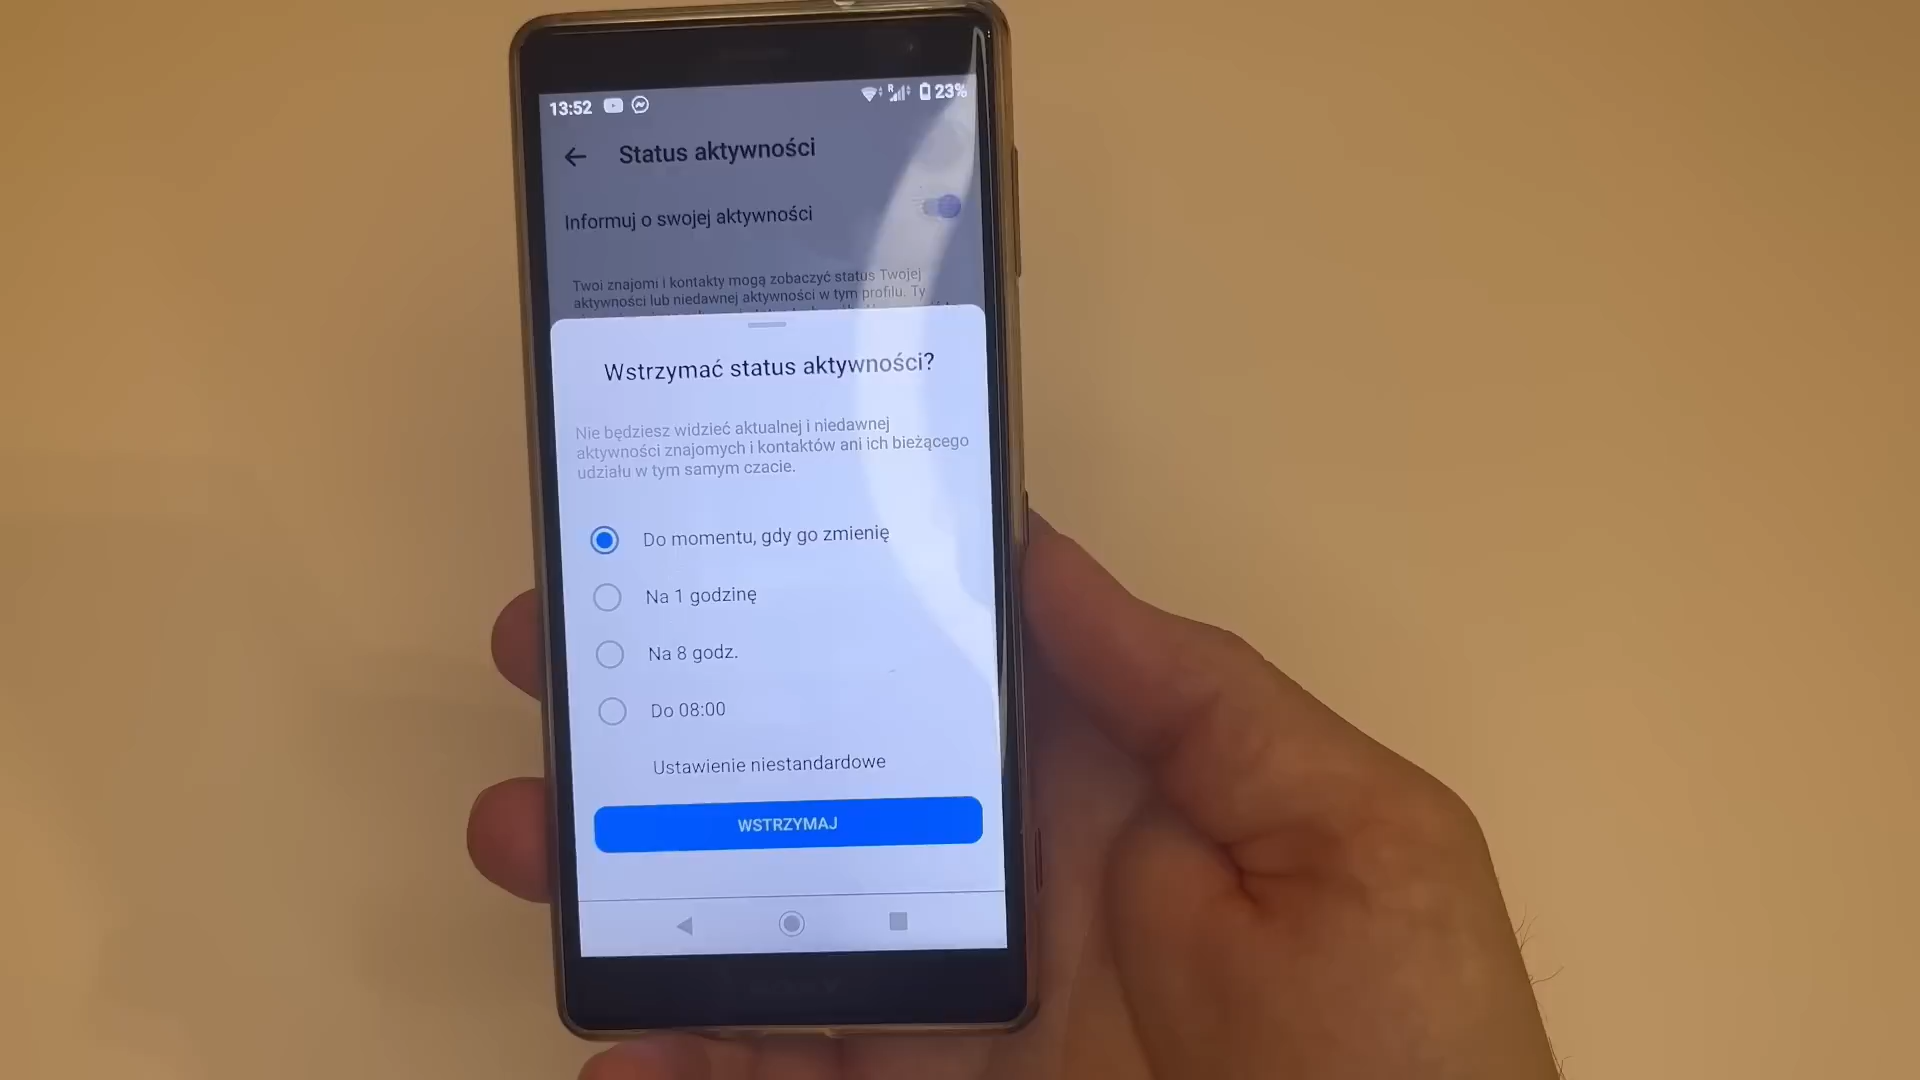 13:52
R
23%
Status aktywności
Informuj o swojej aktywności
Twoi znajomi i kontakty mogą zobaczyć status Twojej
aktywności lub niedawnej aktywności w tym profilu. Ty
Wstrzymać status aktywności?
Nie będziesz widzieć aktualnej i niedawnej
aktywności znajomych i kontaktów ani ich bieżącego
udziału w tym samym czacie.
Do momentu, gdy go zmienię
Na 1 godzinę
Na 8 godz.
Do 08:00
Ustawienie niestandardowe
WSTRZYMAJ